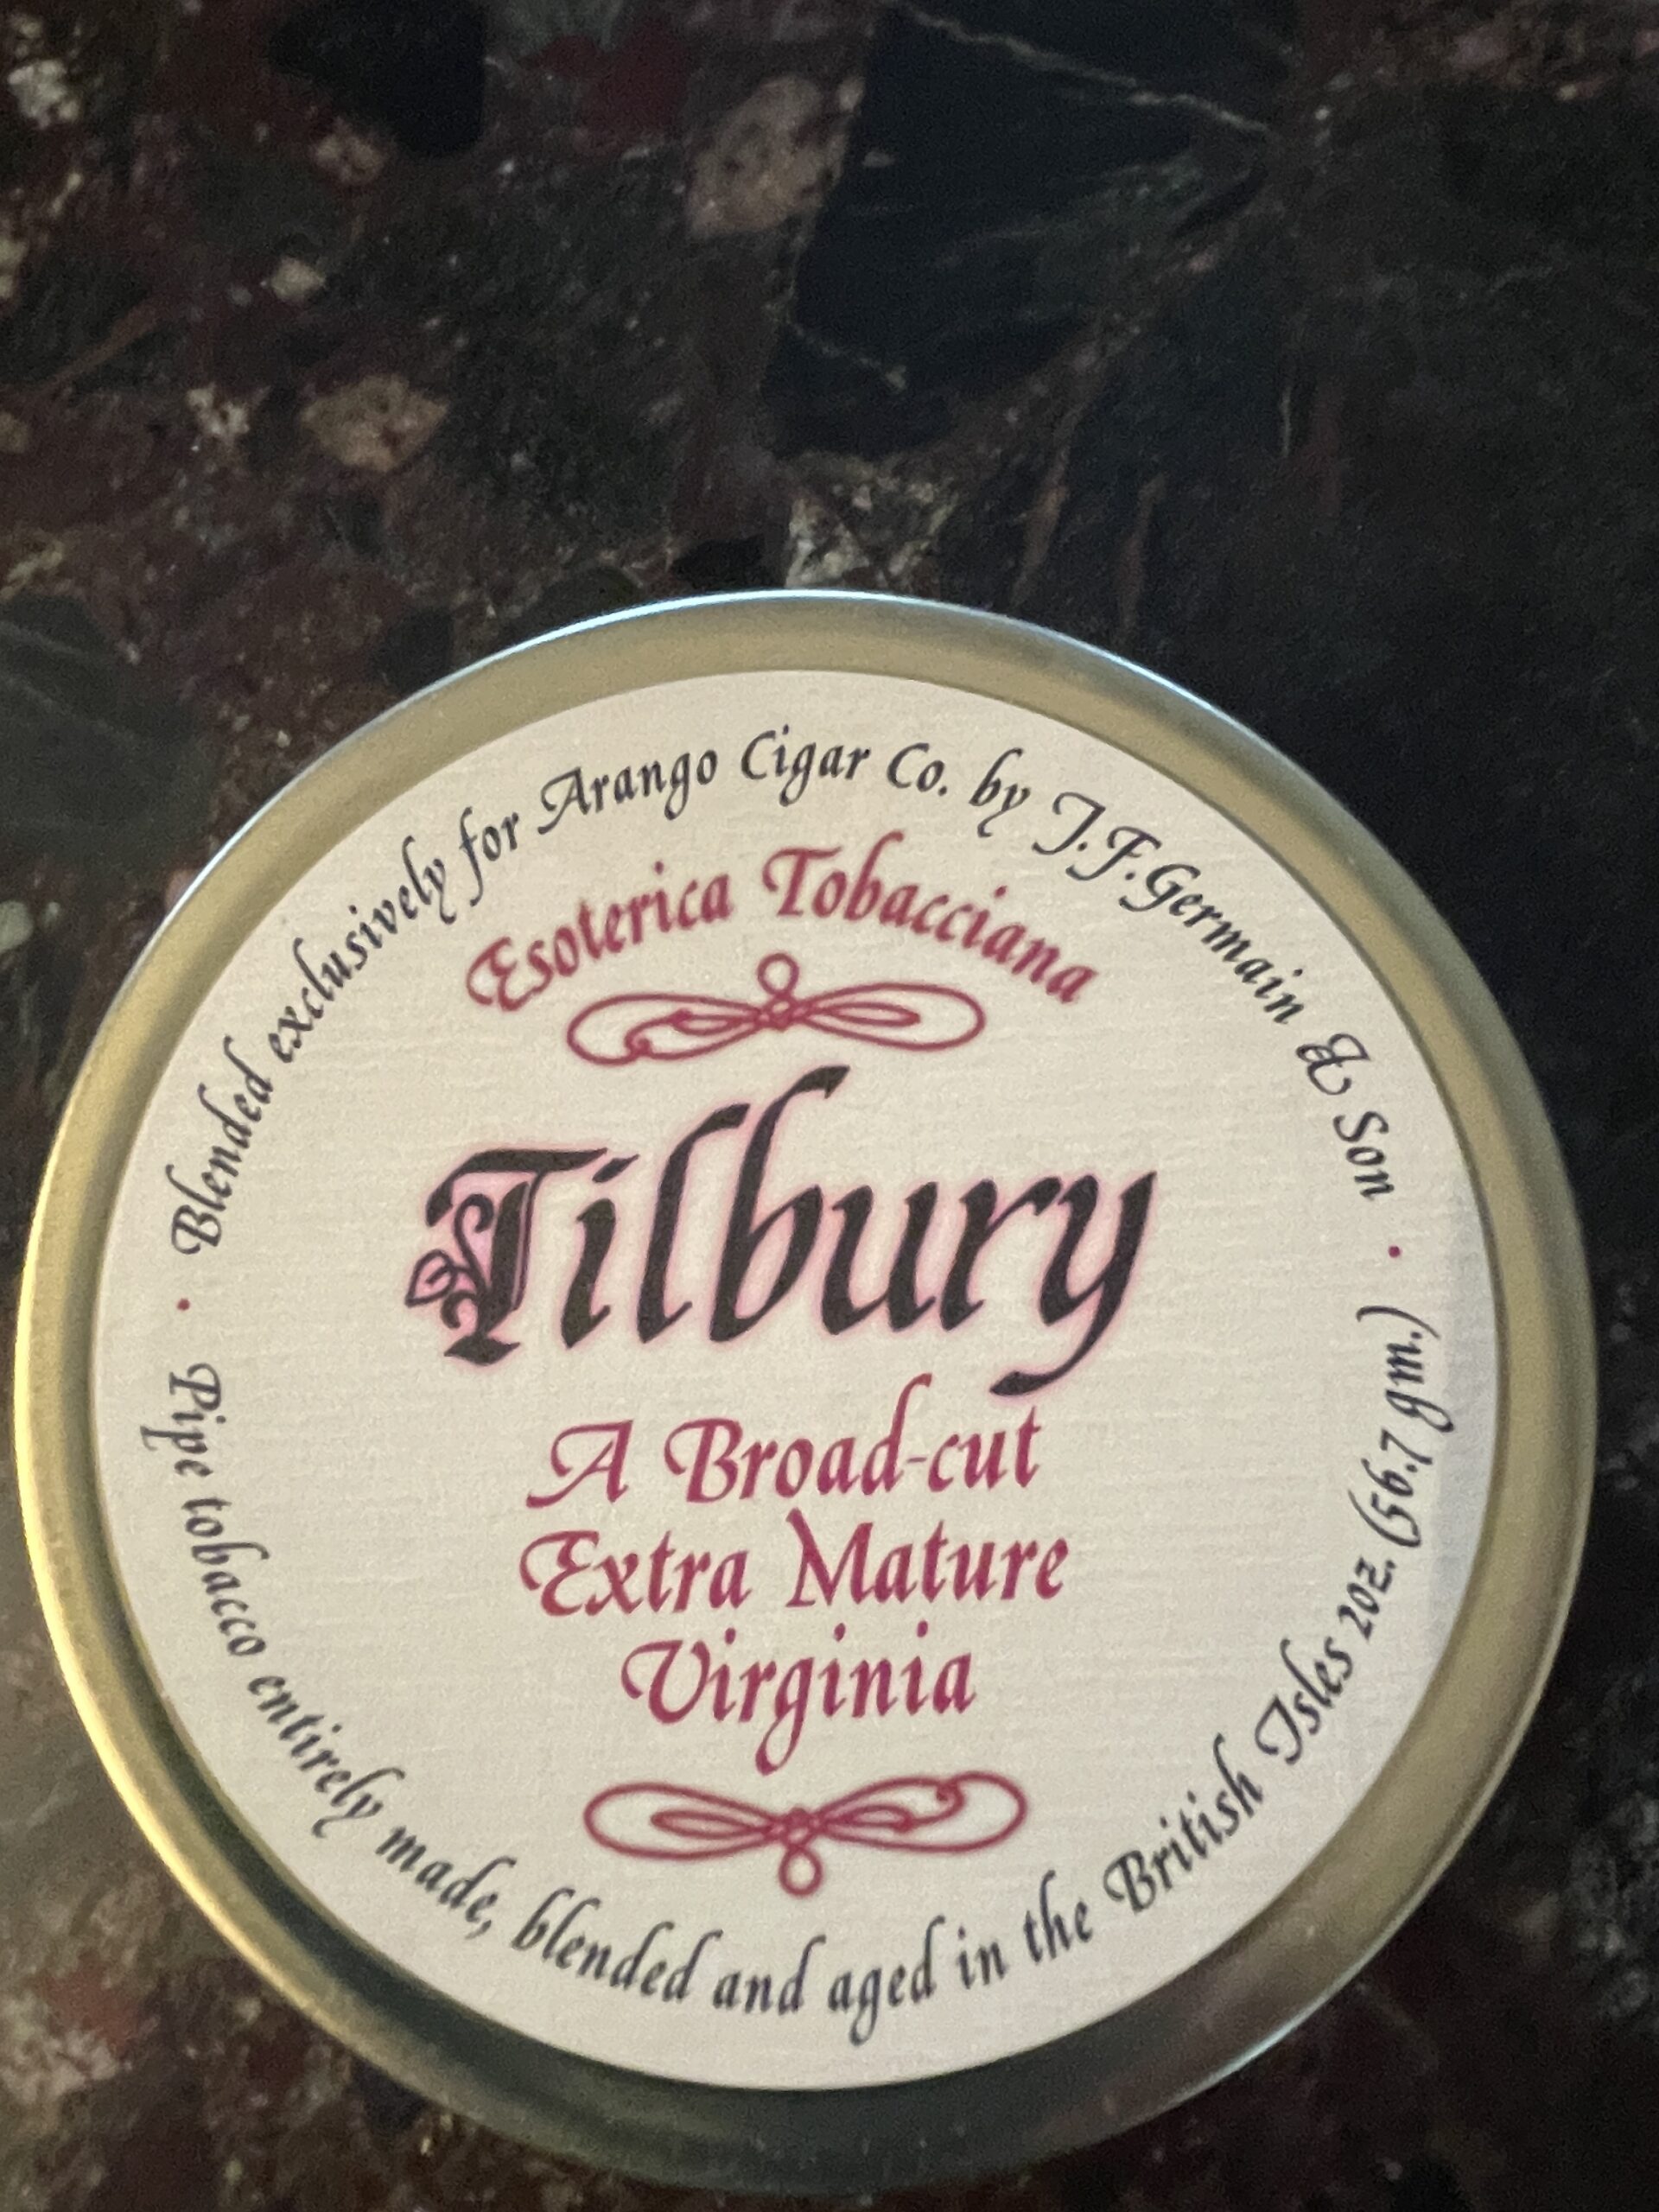 Blended exclusively for Arango Cigar Co. by J.F.Germain & Son
Esoterica Tobacciana
Tilbury
A Broad-cut
Extra Mature
Virginia
Pipe tobacco entirely made, blended and aged in the British Isles 2oz. (56.7 gm.)